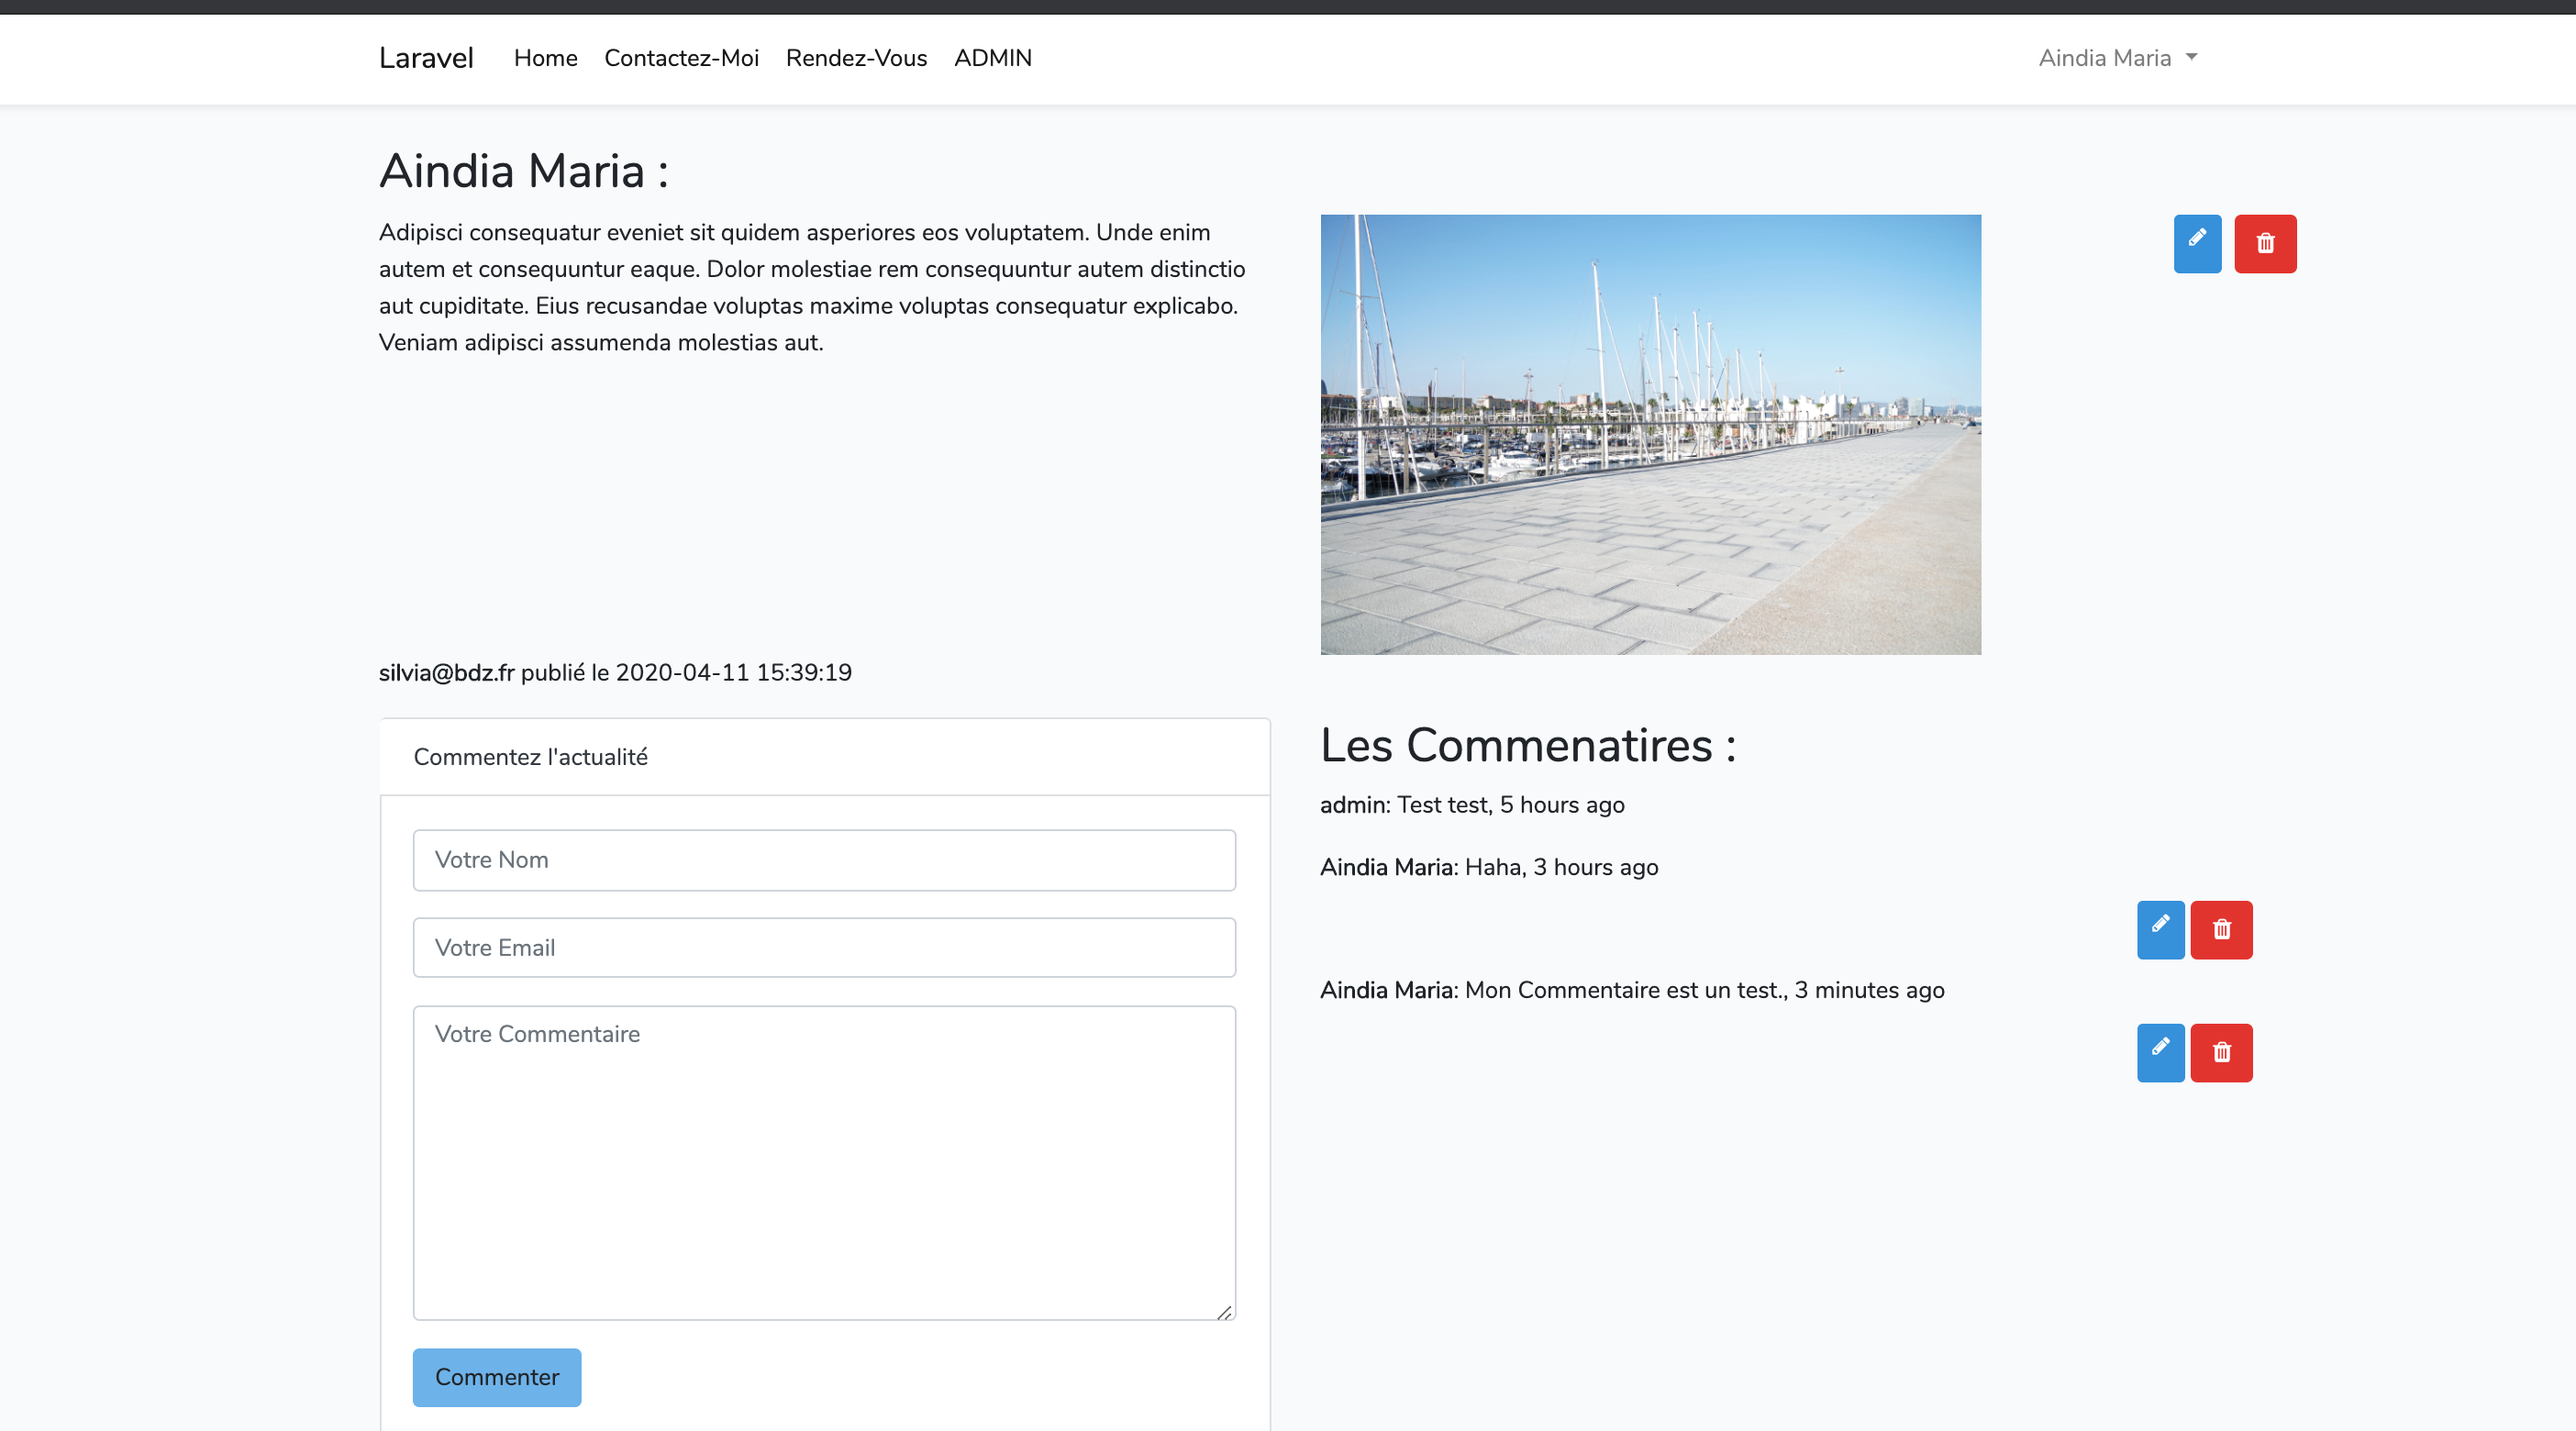 Laravel Home Contactez-Moi Rendez-Vous ADMIN Aindia Maria
Aindia Maria :
Adipisci consequatur eveniet sit quidem asperiores eos voluptatem. Unde enim
autem et consequuntur eaque. Dolor molestiae rem consequuntur autem distinctio
aut cupiditate. Eius recusandae voluptas maxime voluptas consequatur explicabo.
Veniam adipisci assumenda molestias aut.
silvia@bdz.fr publié le 2020-04-11 15:39:19
Commentez l'actualité
Votre Nom
Votre Email
Votre Commentaire
Commenter
Les Commenatires :
admin: Test test, 5 hours ago
Aindia Maria: Haha, 3 hours ago
Aindia Maria: Mon Commentaire est un test., 3 minutes ago